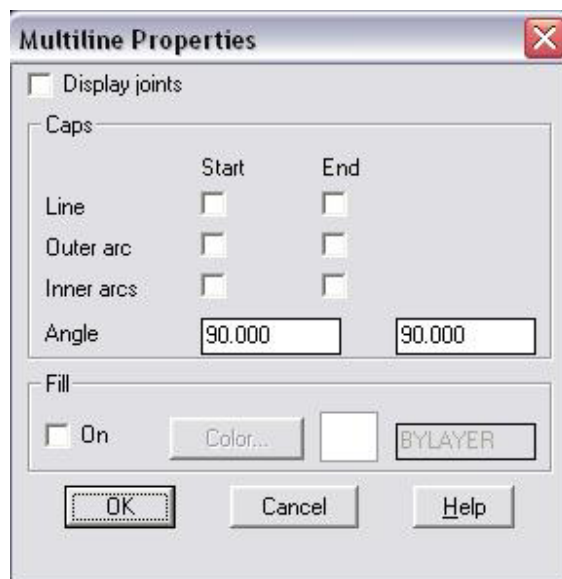 Multiline Properties
Display joints
Caps
Start End
Line
Outer arc
Inner arcs
Angle 90.000 90.000
Fill
On Color... BYLAYER
OK Cancel Help